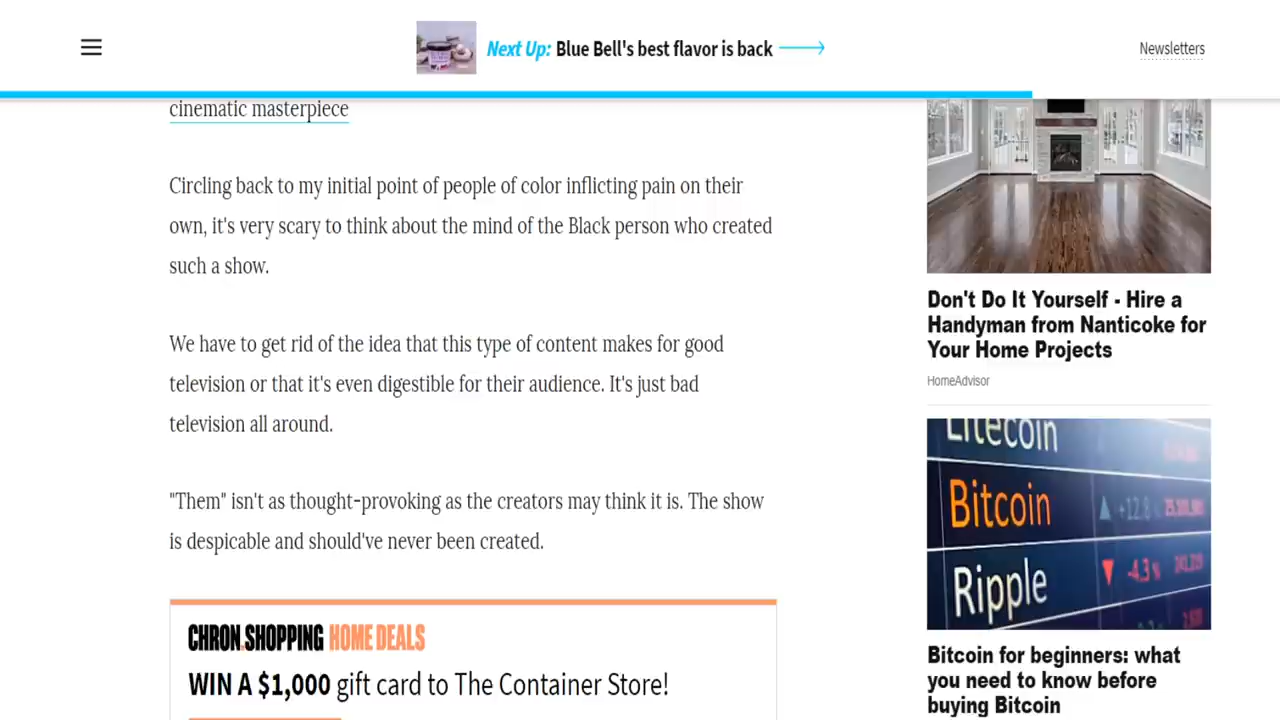 Next Up: Blue Bell's best flavor is back
Newsletters
cinematic masterpiece
Circling back to my initial point of people of color inflicting pain on their
own, it's very scary to think about the mind of the Black person who created
such a show.
We have to get rid of the idea that this type of content makes for good
television or that it's even digestible for their audience. It's just bad
television all around.
"Them" isn't as thought-provoking as the creators may think it is. The show
is despicable and should've never been created.
CHRON.SHOPPING HOME DEALS
WIN A $1,000 gift card to The Container Store!
Don't Do It Yourself - Hire a
Handyman from Nanticoke for
Your Home Projects
HomeAdvisor
Litecoin
Bitcoin
Ripple
-4.3%
Bitcoin for beginners: what
you need to know before
buying Bitcoin